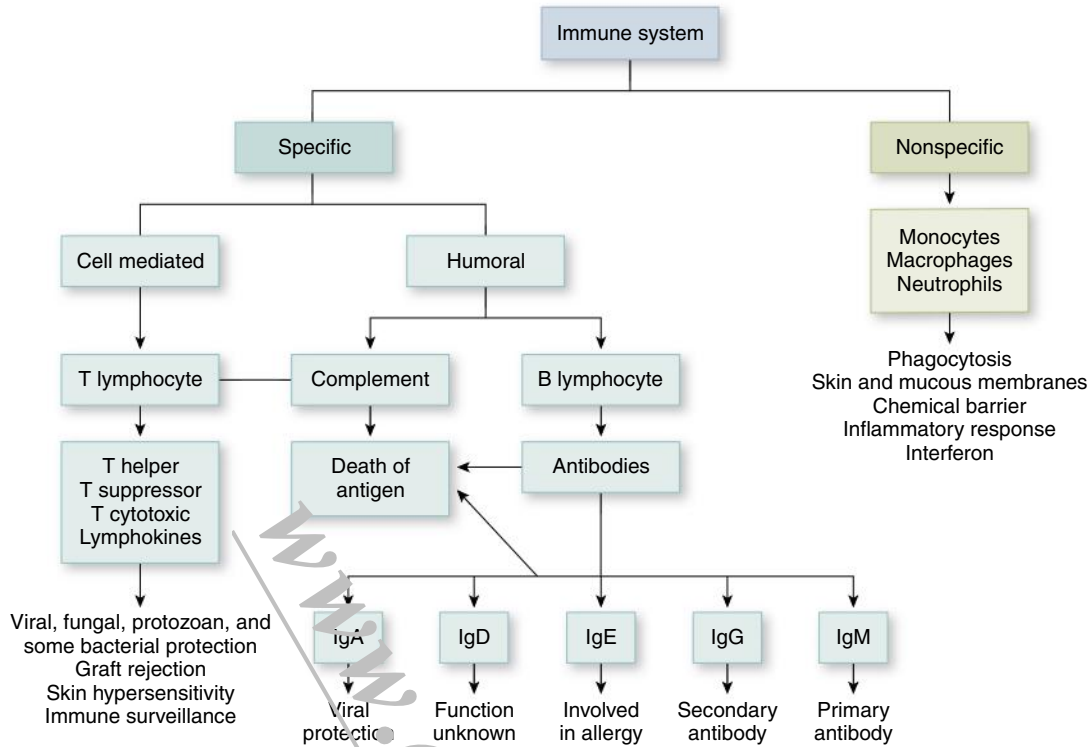 Immune system
Specific
Nonspecific
Cell mediated
Humoral
Monocytes
Macrophages
Neutrophils
T lymphocyte
Complement
B lymphocyte
Phagocytosis
Skin and mucous membranes
Chemical barrier
Inflammatory response
Interferon
T helper
T suppressor
T cytotoxic
Lymphokines
Death of
antigen
Antibodies
Viral, fungal, protozoan, and
some bacterial protection
Graft rejection
Skin hypersensitivity
Immune surveillance
IgA
IgD
IgE
IgG
IgM
Viral
protection
Function
unknown
Involved
in allergy
Secondary
antibody
Primary
antibody
www.